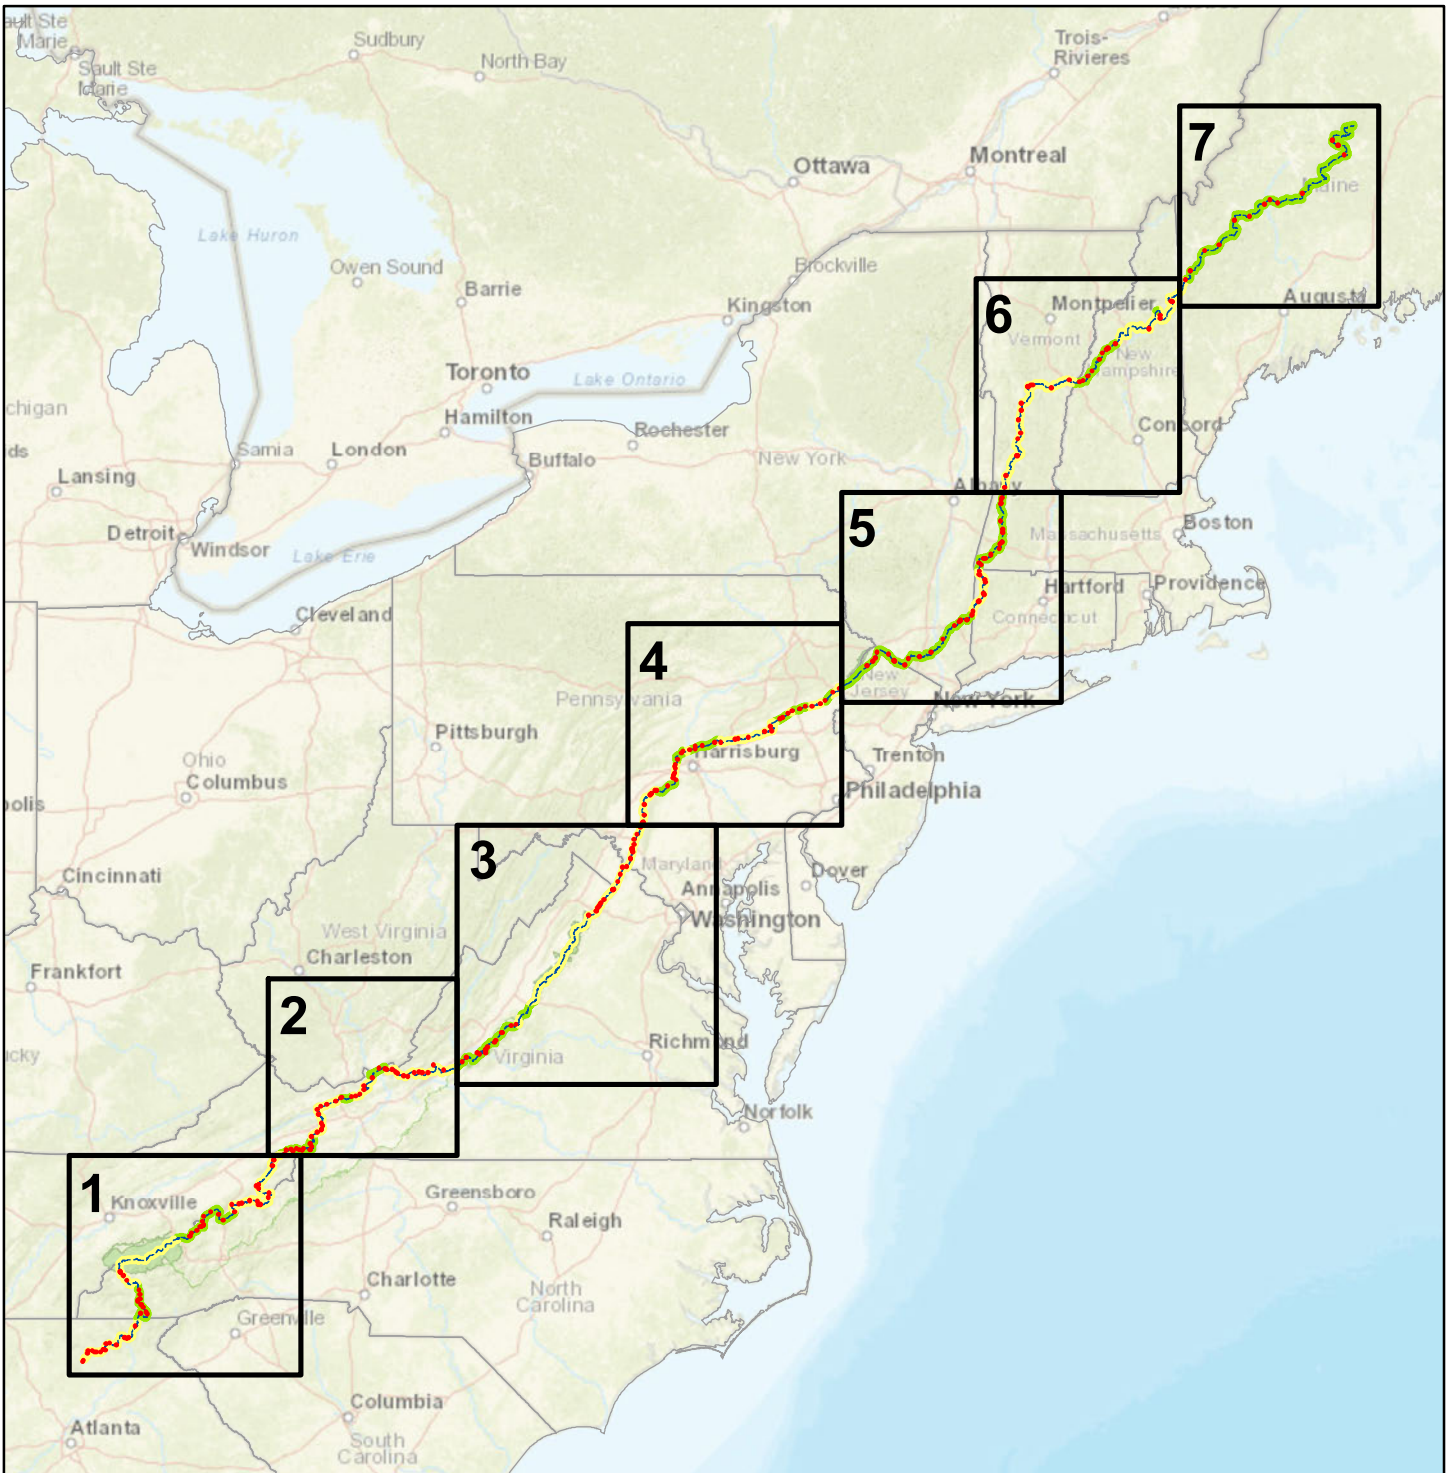 Sault Ste
Marie
Sudbury
North Bay
Trois-
Rivieres
Sault Ste
Marie
7
Ottawa
Montreal
Maine
Lake Huron
Owen Sound
Brockville
Barrie
Kingston
6
Montpelier
Augusta
Vermont
New
Hampshire
Toronto
Lake Ontario
chigan
Hamilton
Rochester
Concord
ds
Samia
London
Buffalo
New York
Lansing
Albany
5
Detroit
Windsor
Lake Erie
Massachusetts
Boston
Hartford
Providence
Cleveland
Connecticut
4
New
Jersey
Pennsylvania
New York
Pittsburgh
Harrisburg
Trenton
Ohio
Columbus
Philadelphia
polis
3
Maryland
Dover
Cincinnati
Annapolis
Washington
West Virginia
Charleston
Frankfort
2
Richmond
Virginia
ucky
Norfolk
1
Knoxville
Greensboro
Raleigh
Charlotte
North
Carolina
Greenville
Columbia
Atlanta
South
Carolina